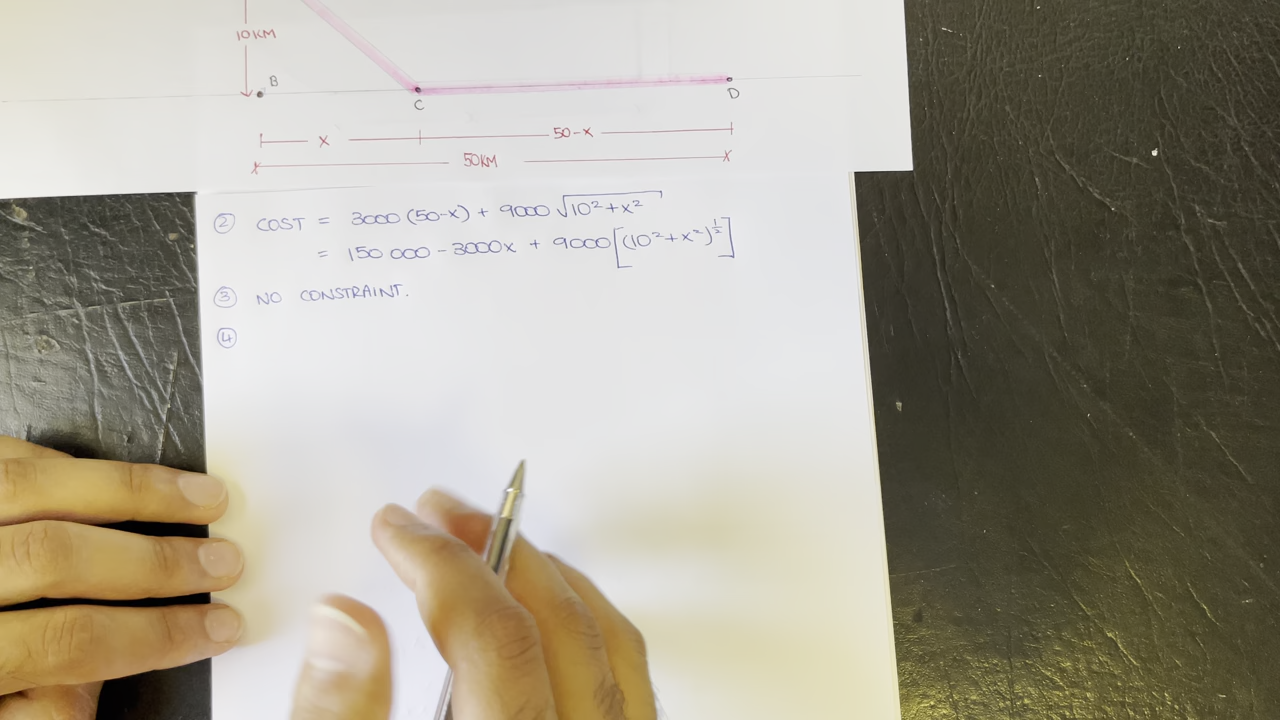 10KM
B
C
D
x
50-x
50KM
② COST = 3000 (50-x) + 9000 √10² + x²
= 150 000 - 3000x + 9000 [(10² + x²)^½]
③ NO CONSTRAINT.
④